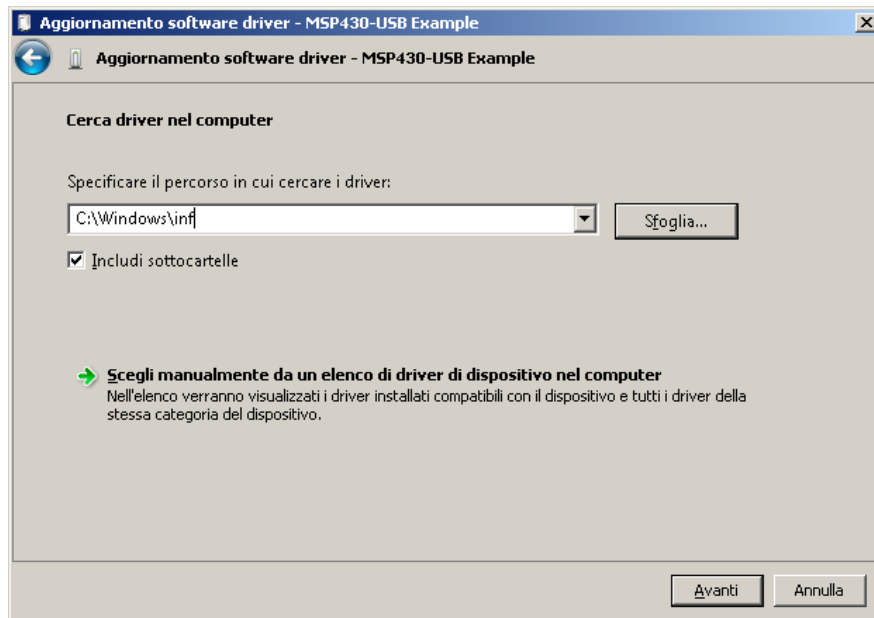 Aggiornamento software driver - MSP430-USB Example
Aggiornamento software driver - MSP430-USB Example
Cerca driver nel computer
Specificare il percorso in cui cercare i driver:
C:\Windows\inf
Sfoglia...
Includi sottocartelle
Scegli manualmente da un elenco di driver di dispositivo nel computer
Nell'elenco verranno visualizzati i driver installati compatibili con il dispositivo e tutti i driver della
stessa categoria del dispositivo.
Avanti
Annulla